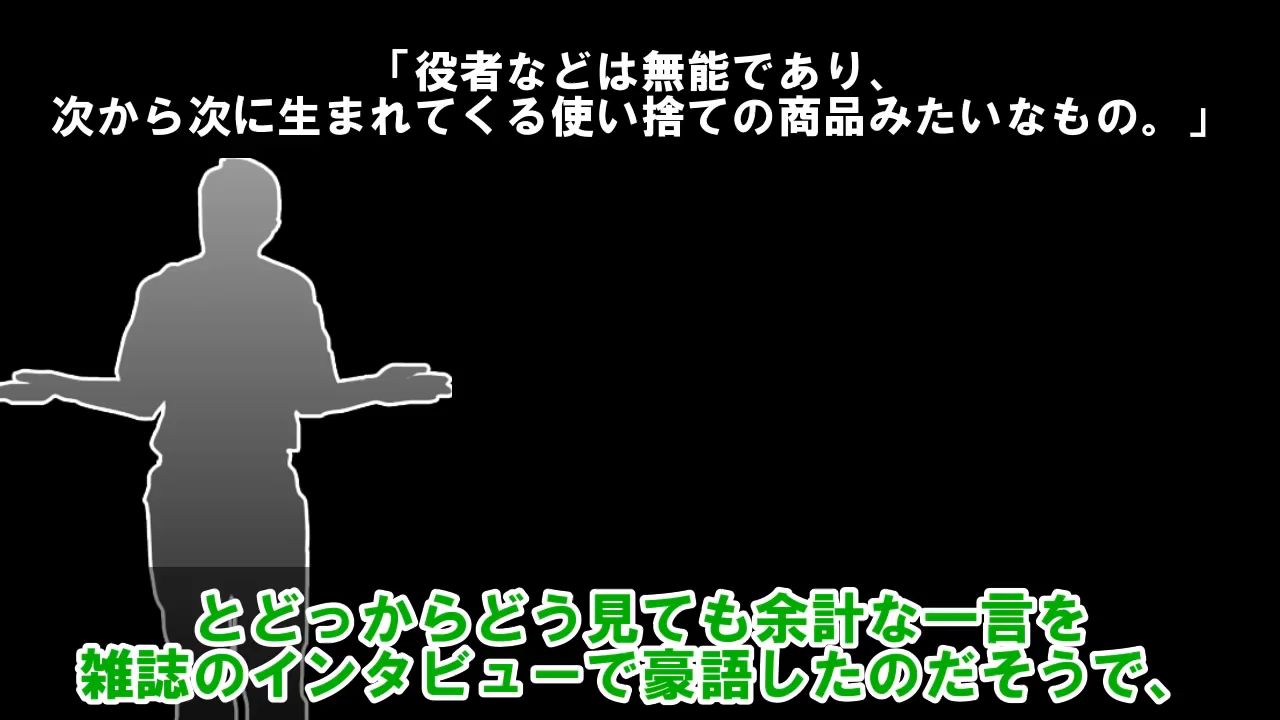 「役者などは無能であり、
次から次に生まれてくる使い捨ての商品みたいなもの。」
とどっからどう見ても余計な一言を
雑誌のインタビューで豪語したのだそうで、